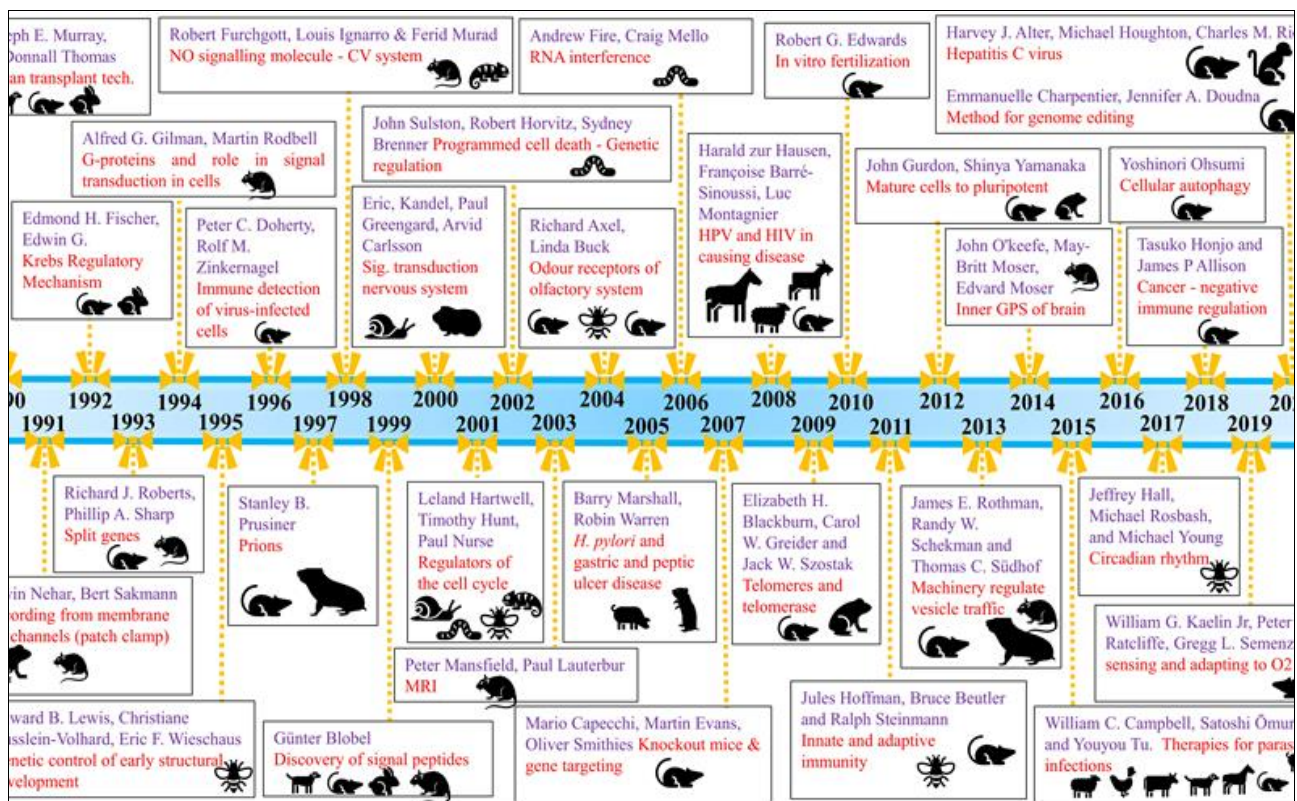 eph E. Murray,
Donnall Thomas
an transplant tech.
Robert Furchgott, Louis Ignarro & Ferid Murad
NO signalling molecule - CV system
Andrew Fire, Craig Mello
RNA interference
Robert G. Edwards
In vitro fertilization
Harvey J. Alter, Michael Houghton, Charles M. Ri
Hepatitis C virus
Emmanuelle Charpentier, Jennifer A. Doudna
Method for genome editing
Alfred G. Gilman, Martin Rodbell
G-proteins and role in signal
transduction in cells
John Sulston, Robert Horvitz, Sydney
Brenner Programmed cell death - Genetic
regulation
Harald zur Hausen,
Françoise Barré-
Sinoussi, Luc
Montagnier
HPV and HIV in
causing disease
John Gurdon, Shinya Yamanaka
Mature cells to pluripotent
Yoshinori Ohsumi
Cellular autophagy
Edmond H. Fischer,
Edwin G.
Krebs Regulatory
Mechanism
Peter C. Doherty,
Rolf M.
Zinkernagel
Immune detection
of virus-infected
cells
Eric, Kandel, Paul
Greengard, Arvid
Carlsson
Sig. transduction
nervous system
Richard Axel,
Linda Buck
Odour receptors of
olfactory system
John O'keefe, May-
Britt Moser,
Edvard Moser
Inner GPS of brain
Tasuko Honjo and
James P Allison
Cancer - negative
immune regulation
90 1992 1994 1996 1998 2000 2002 2004 2006 2008 2010 2012 2014 2016 2018 20
1991 1993 1995 1997 1999 2001 2003 2005 2007 2009 2011 2013 2015 2017 2019
Richard J. Roberts,
Phillip A. Sharp
Split genes
Stanley B.
Prusiner
Prions
Leland Hartwell,
Timothy Hunt,
Paul Nurse
Regulators of
the cell cycle
Barry Marshall,
Robin Warren
H. pylori and
gastric and peptic
ulcer disease
Elizabeth H.
Blackburn, Carol
W. Greider and
Jack W. Szostak
Telomeres and
telomerase
James E. Rothman,
Randy W.
Schekman and
Thomas C. Südhof
Machinery regulate
vesicle traffic
Jeffrey Hall,
Michael Rosbash,
and Michael Young
Circadian rhythm
vin Nehar, Bert Sakmann
ording from membrane
channels (patch clamp)
Peter Mansfield, Paul Lauterbur
MRI
William G. Kaelin Jr, Peter
Ratcliffe, Gregg L. Semenz
sensing and adapting to O2
ward B. Lewis, Christiane
sslein-Volhard, Eric F. Wieschaus
enetic control of early structural
velopment
Günter Blobel
Discovery of signal peptides
Mario Capecchi, Martin Evans,
Oliver Smithies Knockout mice &
gene targeting
Jules Hoffman, Bruce Beutler
and Ralph Steinmann
Innate and adaptive
immunity
William C. Campbell, Satoshi Ōmur
and Youyou Tu. Therapies for paras
infections